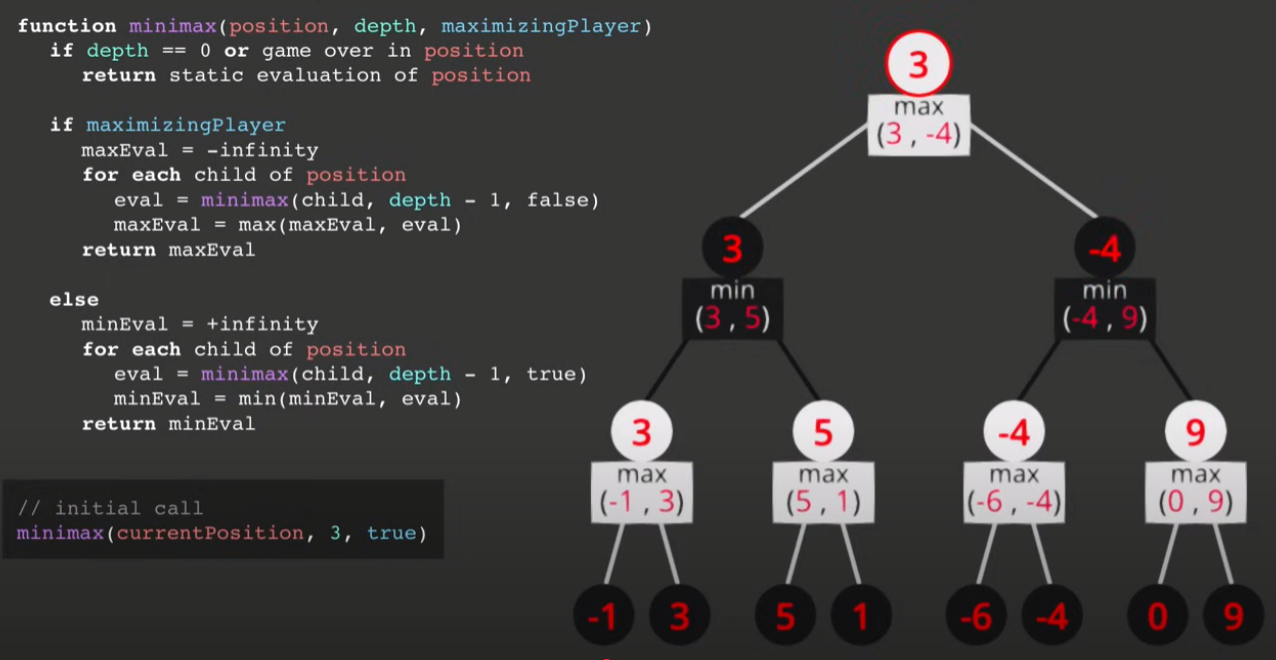 function minimax(position, depth, maximizingPlayer)
if depth == 0 or game over in position
return static evaluation of position
if maximizingPlayer
maxEval = -infinity
for each child of position
eval = minimax(child, depth - 1, false)
maxEval = max(maxEval, eval)
return maxEval
else
minEval = +infinity
for each child of position
eval = minimax(child, depth - 1, true)
minEval = min(minEval, eval)
return minEval
// initial call
minimax(currentPosition, 3, true)
3
max
(3 , -4)
3
-4
min
(3 , 5)
min
(-4 , 9)
3
5
-4
9
max
(-1 , 3)
max
(5 , 1)
max
(-6 , -4)
max
(0 , 9)
-1
3
5
1
-6
-4
0
9